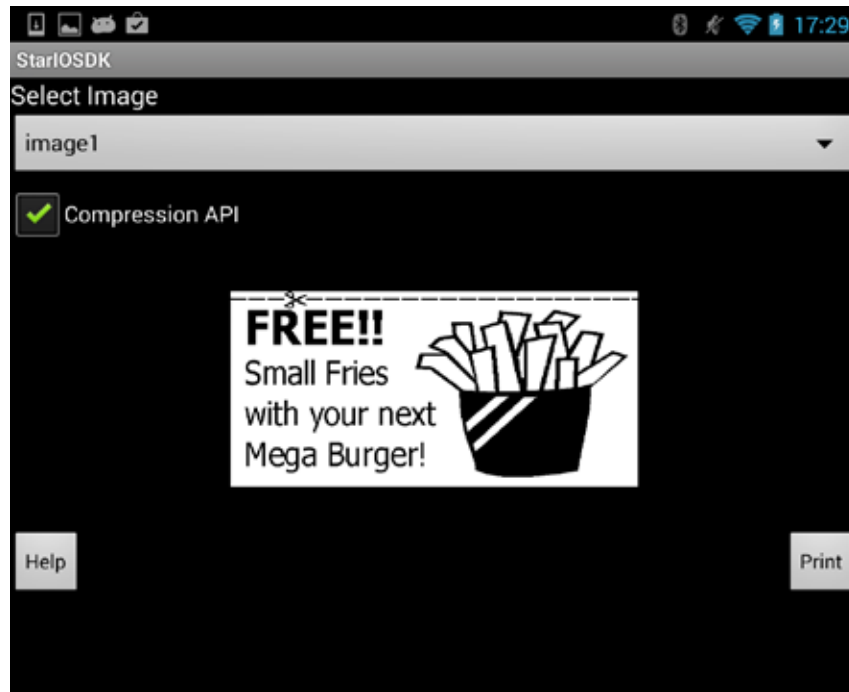 17:29
StarIOSDK
Select Image
image1
Compression API
FREE!!
Small Fries
with your next
Mega Burger!
Help
Print